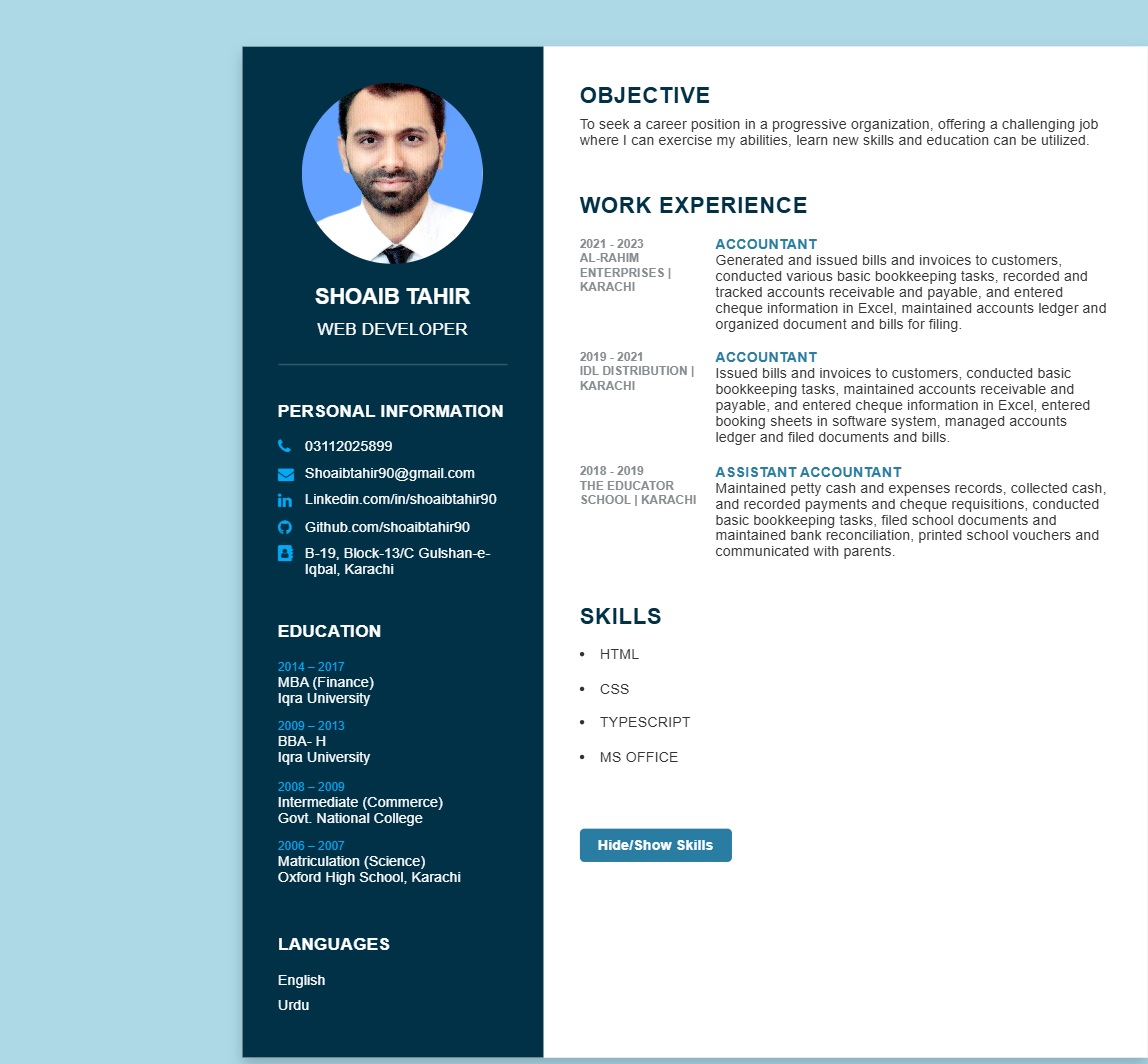 SHOAIB TAHIR
WEB DEVELOPER
PERSONAL INFORMATION
03112025899
Shoaibtahir90@gmail.com
Linkedin.com/in/shoaibtahir90
Github.com/shoaibtahir90
B-19, Block-13/C Gulshan-e-
Iqbal, Karachi
EDUCATION
2014 – 2017
MBA (Finance)
Iqra University
2009 – 2013
BBA- H
Iqra University
2008 – 2009
Intermediate (Commerce)
Govt. National College
2006 – 2007
Matriculation (Science)
Oxford High School, Karachi
LANGUAGES
English
Urdu
OBJECTIVE
To seek a career position in a progressive organization, offering a challenging job
where I can exercise my abilities, learn new skills and education can be utilized.
WORK EXPERIENCE
2021 - 2023
AL-RAHIM
ENTERPRISES |
KARACHI
ACCOUNTANT
Generated and issued bills and invoices to customers,
conducted various basic bookkeeping tasks, recorded and
tracked accounts receivable and payable, and entered
cheque information in Excel, maintained accounts ledger and
organized document and bills for filing.
2019 - 2021
IDL DISTRIBUTION |
KARACHI
ACCOUNTANT
Issued bills and invoices to customers, conducted basic
bookkeeping tasks, maintained accounts receivable and
payable, and entered cheque information in Excel, entered
booking sheets in software system, managed accounts
ledger and filed documents and bills.
2018 - 2019
THE EDUCATOR
SCHOOL | KARACHI
ASSISTANT ACCOUNTANT
Maintained petty cash and expenses records, collected cash,
and recorded payments and cheque requisitions, conducted
basic bookkeeping tasks, filed school documents and
maintained bank reconciliation, printed school vouchers and
communicated with parents.
SKILLS
• HTML
• CSS
• TYPESCRIPT
• MS OFFICE
Hide/Show Skills